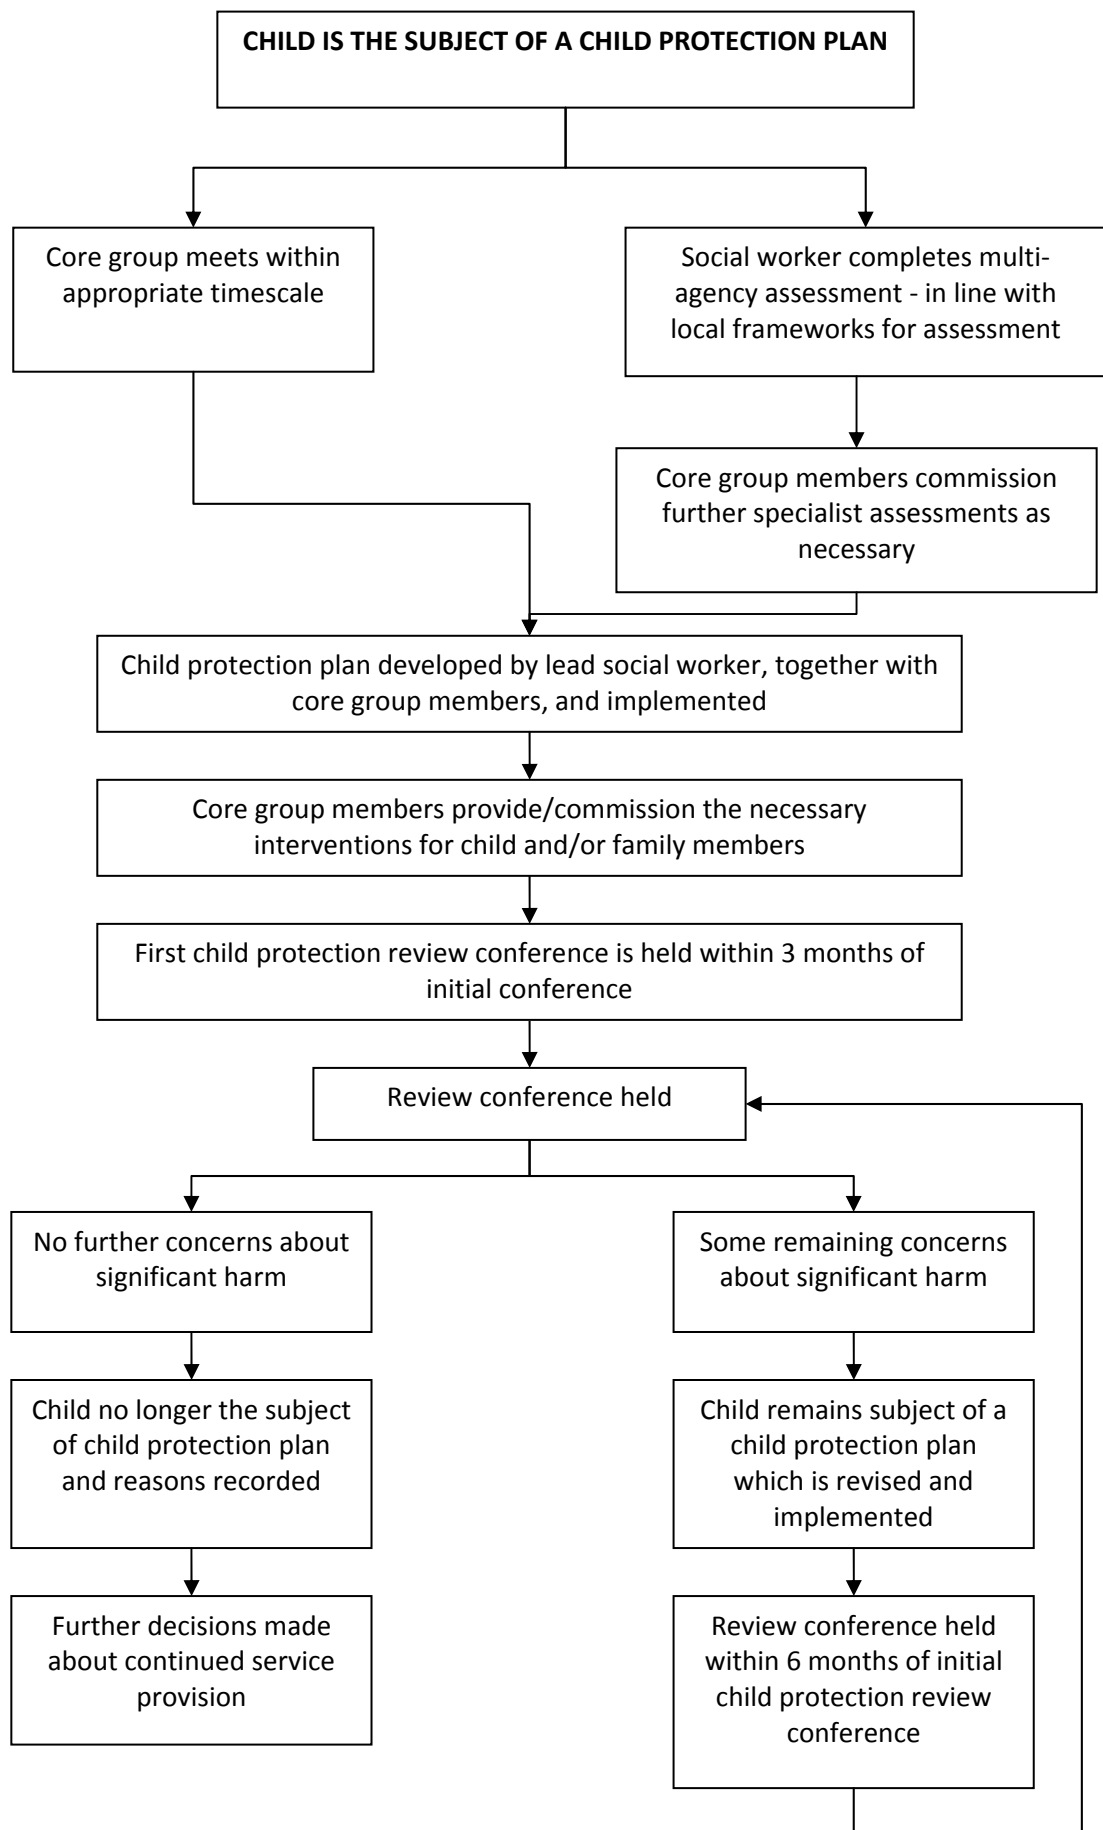 CHILD IS THE SUBJECT OF A CHILD PROTECTION PLAN
Core group meets within
appropriate timescale
Social worker completes multi-
agency assessment - in line with
local frameworks for assessment
Core group members commission
further specialist assessments as
necessary
Child protection plan developed by lead social worker, together with
core group members, and implemented
Core group members provide/commission the necessary
interventions for child and/or family members
First child protection review conference is held within 3 months of
initial conference
Review conference held
No further concerns about
significant harm
Some remaining concerns
about significant harm
Child no longer the subject
of child protection plan
and reasons recorded
Child remains subject of a
child protection plan
which is revised and
implemented
Further decisions made
about continued service
provision
Review conference held
within 6 months of initial
child protection review
conference